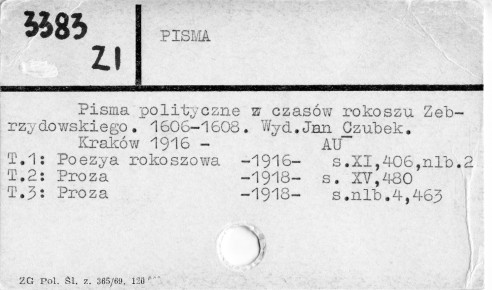 3383
ZI
PISMA
Pisma polityczne z czasów rokoszu Zeb-
rzydowskiego. 1606-1608. Wyd.Jan Czubek.
Kraków 1916 - AU
T.1: Poezya rokoszowa -1916- s.XI,406,nlb.2
T.2: Proza -1918- s. XV,480
T.3: Proza -1918- s.nlb.4,463
ZG Pol. Śl. z. 365/69, 120